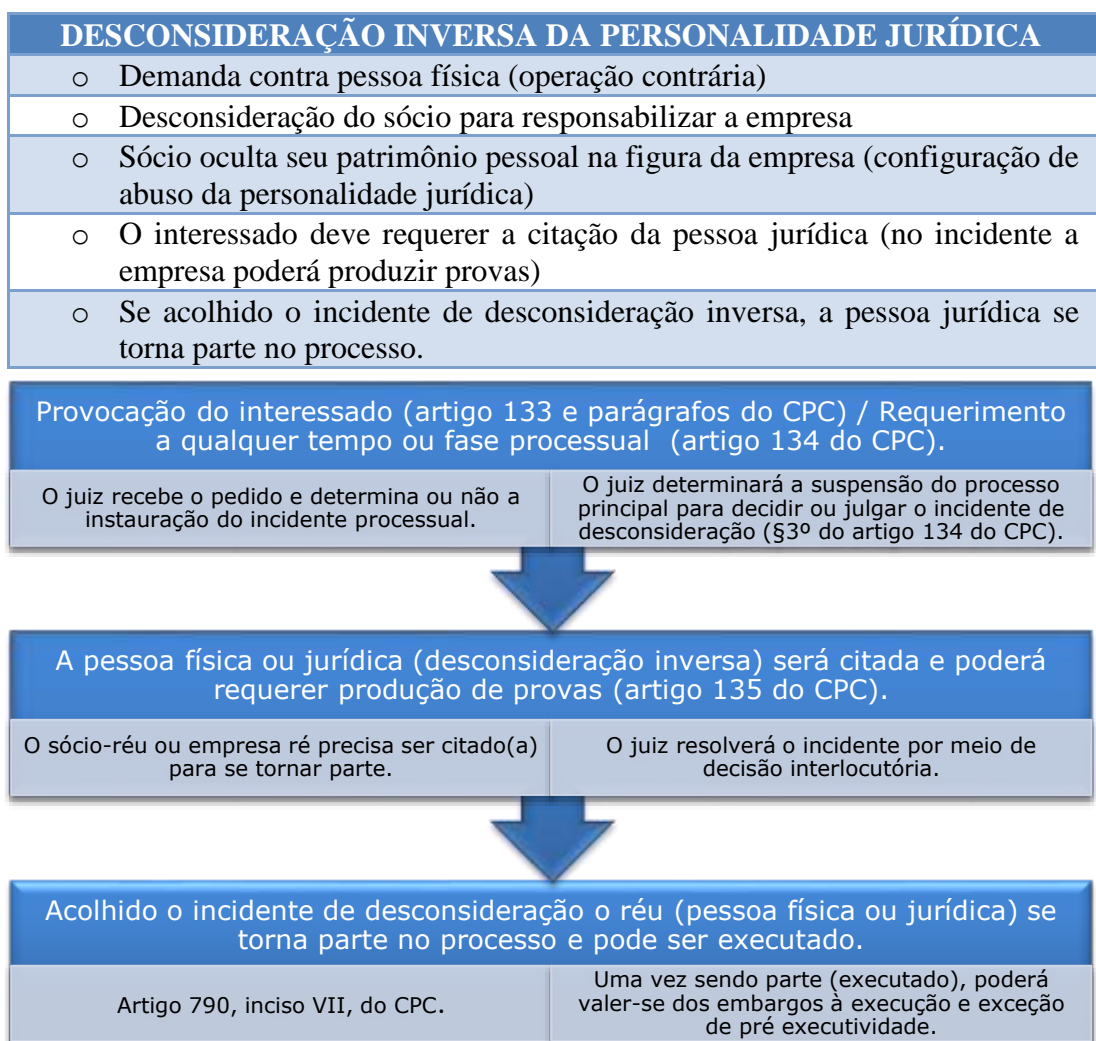 DESCONSIDERAÇÃO INVERSA DA PERSONALIDADE JURÍDICA
o Demanda contra pessoa física (operação contrária)
o Desconsideração do sócio para responsabilizar a empresa
o Sócio oculta seu patrimônio pessoal na figura da empresa (configuração de
abuso da personalidade jurídica)
o O interessado deve requerer a citação da pessoa jurídica (no incidente a
empresa poderá produzir provas)
o Se acolhido o incidente de desconsideração inversa, a pessoa jurídica se
torna parte no processo.
Provocação do interessado (artigo 133 e parágrafos do CPC) / Requerimento
a qualquer tempo ou fase processual (artigo 134 do CPC).
O juiz recebe o pedido e determina ou não a
instauração do incidente processual.
O juiz determinará a suspensão do processo
principal para decidir ou julgar o incidente de
desconsideração (§3º do artigo 134 do CPC).
A pessoa física ou jurídica (desconsideração inversa) será citada e poderá
requerer produção de provas (artigo 135 do CPC).
O sócio-réu ou empresa ré precisa ser citado(a)
para se tornar parte.
O juiz resolverá o incidente por meio de
decisão interlocutória.
Acolhido o incidente de desconsideração o réu (pessoa física ou jurídica) se
torna parte no processo e pode ser executado.
Artigo 790, inciso VII, do CPC.
Uma vez sendo parte (executado), poderá
valer-se dos embargos à execução e exceção
de pré executividade.